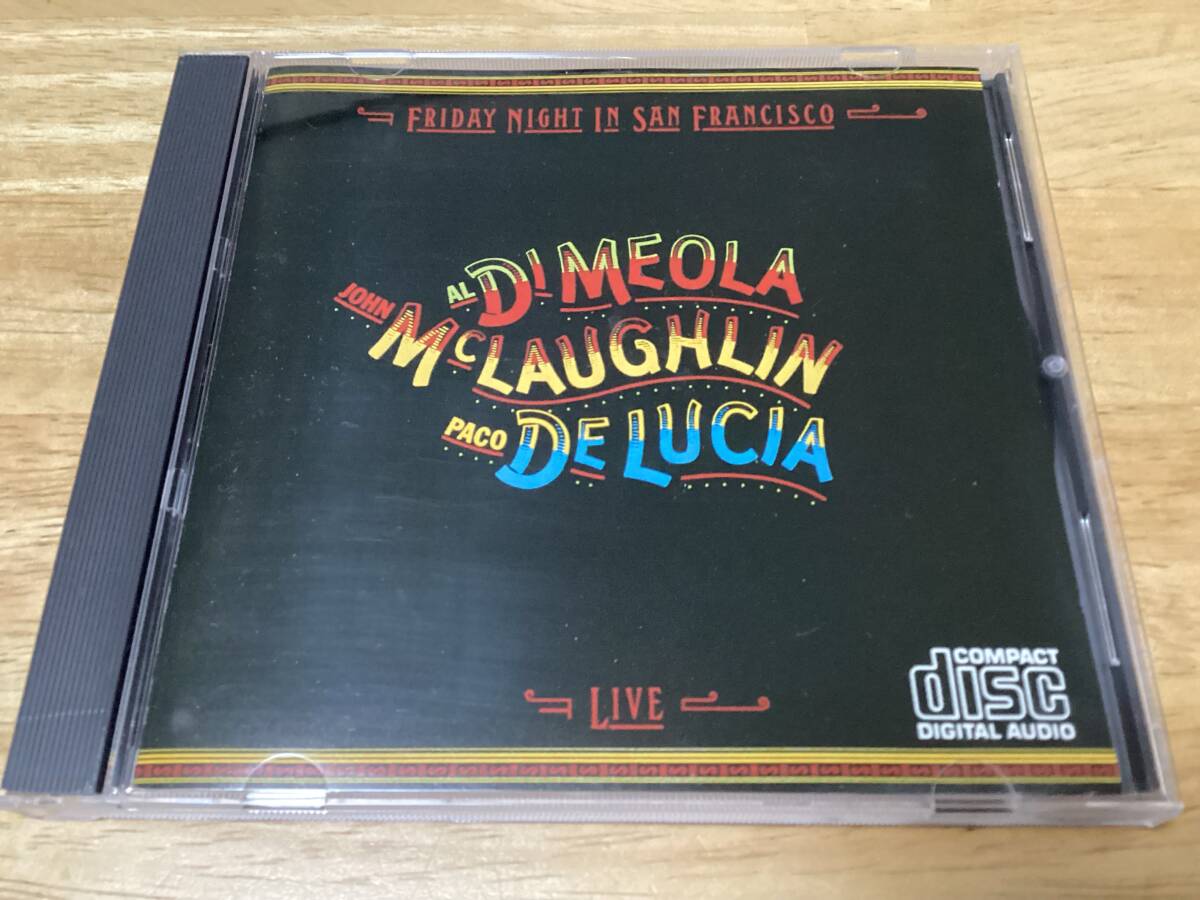 FRIDAY NIGHT IN SAN FRANCISCO
AL DI MEOLA
JOHN MCLAUGHLIN
PACO DE LUCIA
LIVE
COMPACT
disc
DIGITAL AUDIO